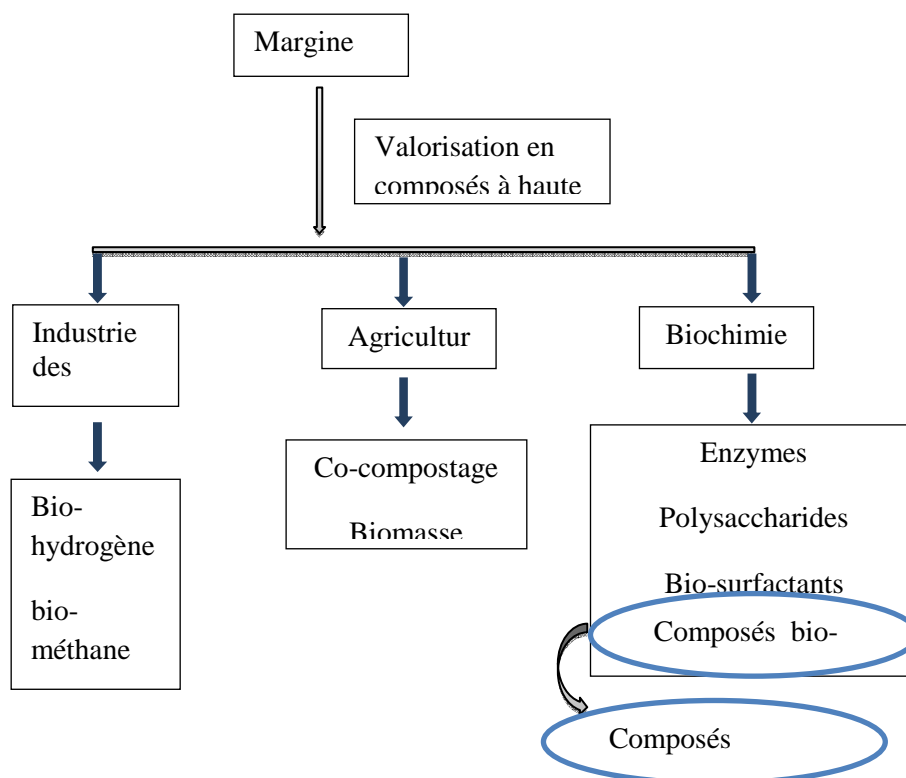 Margine
Valorisation en
composés à haute
Industrie
des
Agricultur
Biochimie
Bio-
hydrogène
bio-
méthane
Co-compostage
Biomasse
Enzymes
Polysaccharides
Bio-surfactants
Composés bio-
Composés